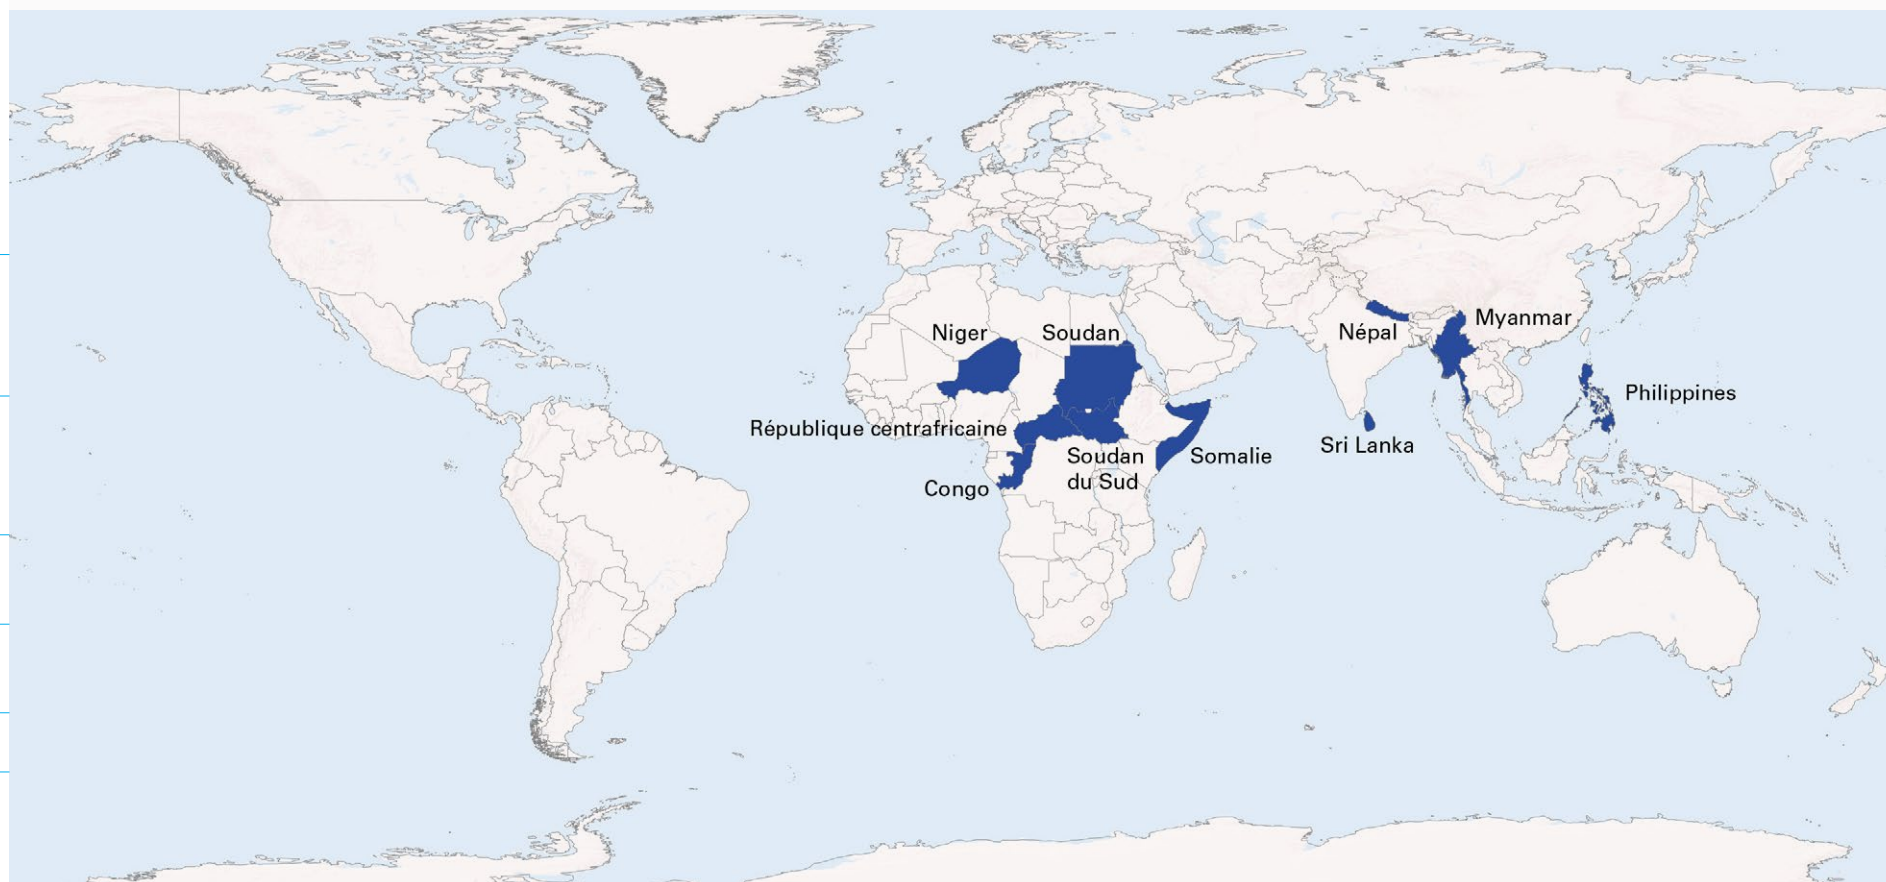 Myanmar
Niger
Soudan
Népal
Philippines
République centrafricaine
Sri Lanka
Soudan
du Sud
Somalie
Congo